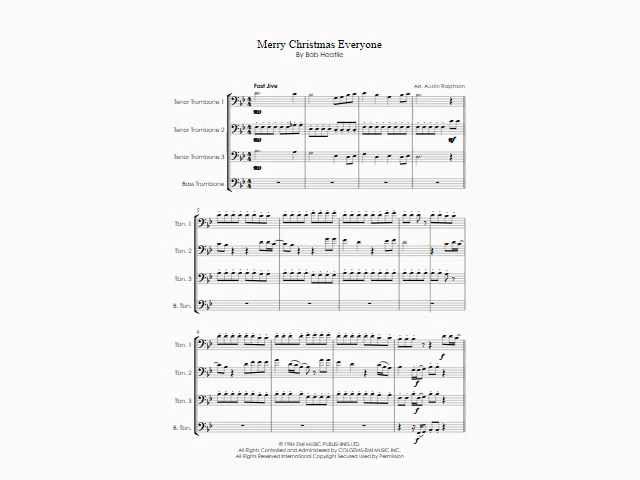 Merry Christmas Everyone
By Bob Heatlie
Fast Jive
Arr. Austin Ralphson
Tenor Trombone 1
Tenor Trombone 2
mf
Tenor Trombone 3
Bass Trombone
5
Tbn. 1
Tbn. 2
Tbn. 3
B. Tbn.
9
Tbn. 1
f
Tbn. 2
f
Tbn. 3
f
B. Tbn.
f
© 1984 EMI MUSIC PUBLISHING LTD.
All Rights Controlled and Administered by COLGEMS-EMI MUSIC INC.
All Rights Reserved International Copyright Secured Used by Permission